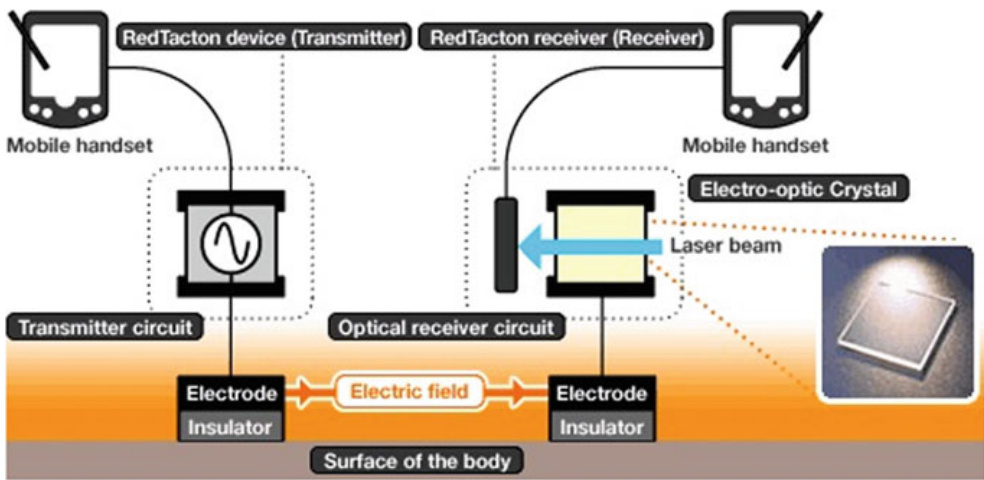 RedTacton device (Transmitter)
RedTacton receiver (Receiver)
Mobile handset
Mobile handset
Electro-optic Crystal
Laser beam
Transmitter circuit
Optical receiver circuit
Electrode
Electric field
Electrode
Insulator
Insulator
Surface of the body